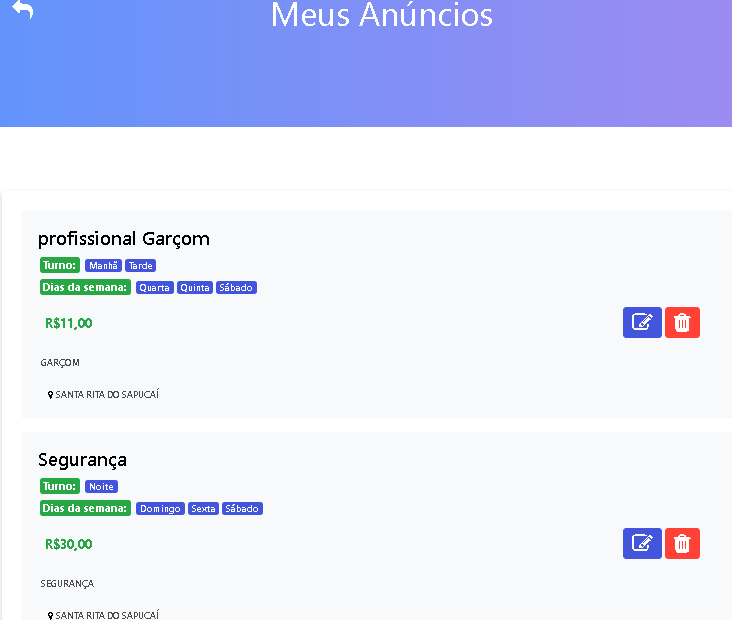 Meus Anúncios
profissional Garçom
Turno: Manhã Tarde
Dias da semana: Quarta Quinta Sábado
R$11,00
GARÇOM
SANTA RITA DO SAPUCAÍ
Segurança
Turno: Noite
Dias da semana: Domingo Sexta Sábado
R$30,00
SEGURANÇA
SANTA RITA DO SAPUCAÍ